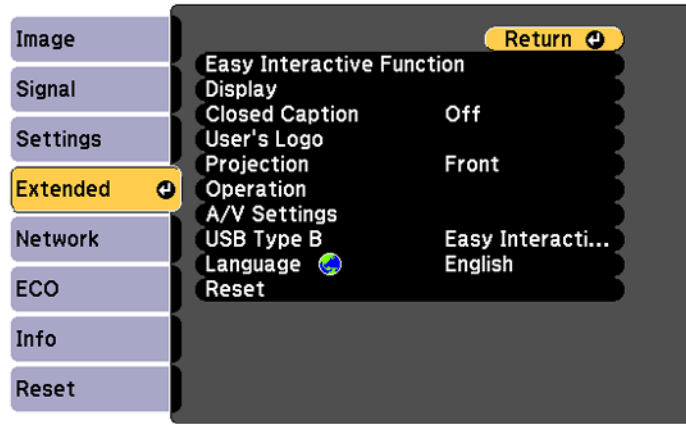 Image
Signal
Settings
Extended
Network
ECO
Info
Reset
Return
Easy Interactive Function
Display
Closed Caption Off
User's Logo
Projection Front
Operation
A/V Settings
USB Type B Easy Interacti...
Language English
Reset